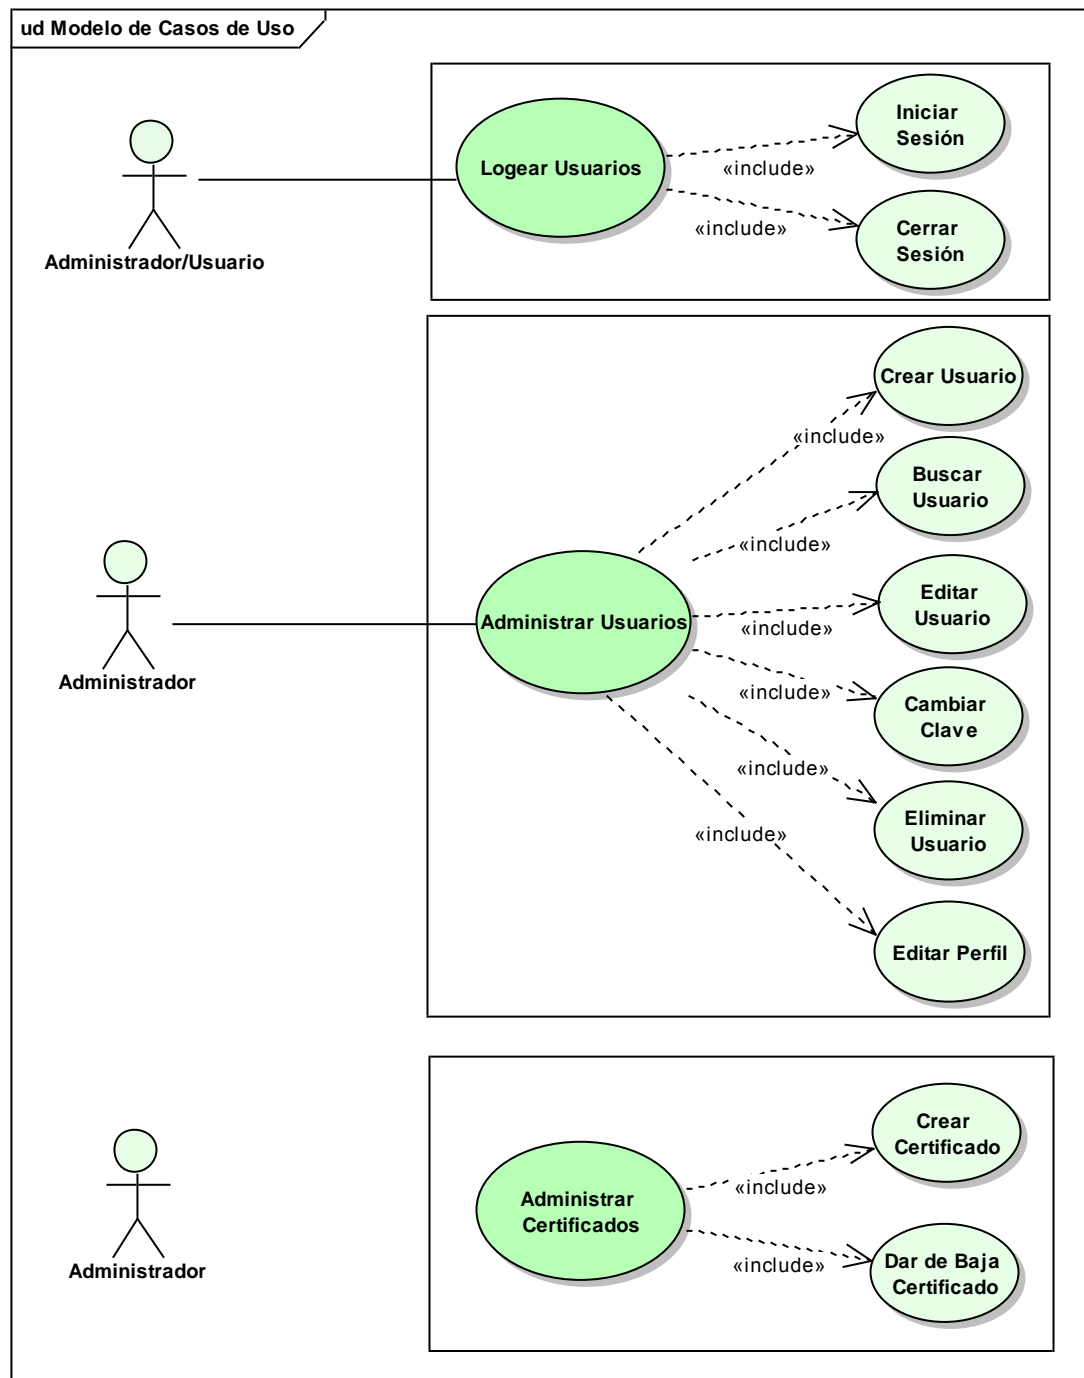 ud Modelo de Casos de Uso
Administrador/Usuario
Logear Usuarios
«include»
«include»
Iniciar
Sesión
Cerrar
Sesión
Administrador
Administrar Usuarios
«include»
«include»
«include»
«include»
«include»
«include»
Crear Usuario
Buscar
Usuario
Editar
Usuario
Cambiar
Clave
Eliminar
Usuario
Editar Perfil
Administrador
Administrar
Certificados
«include»
«include»
Crear
Certificado
Dar de Baja
Certificado